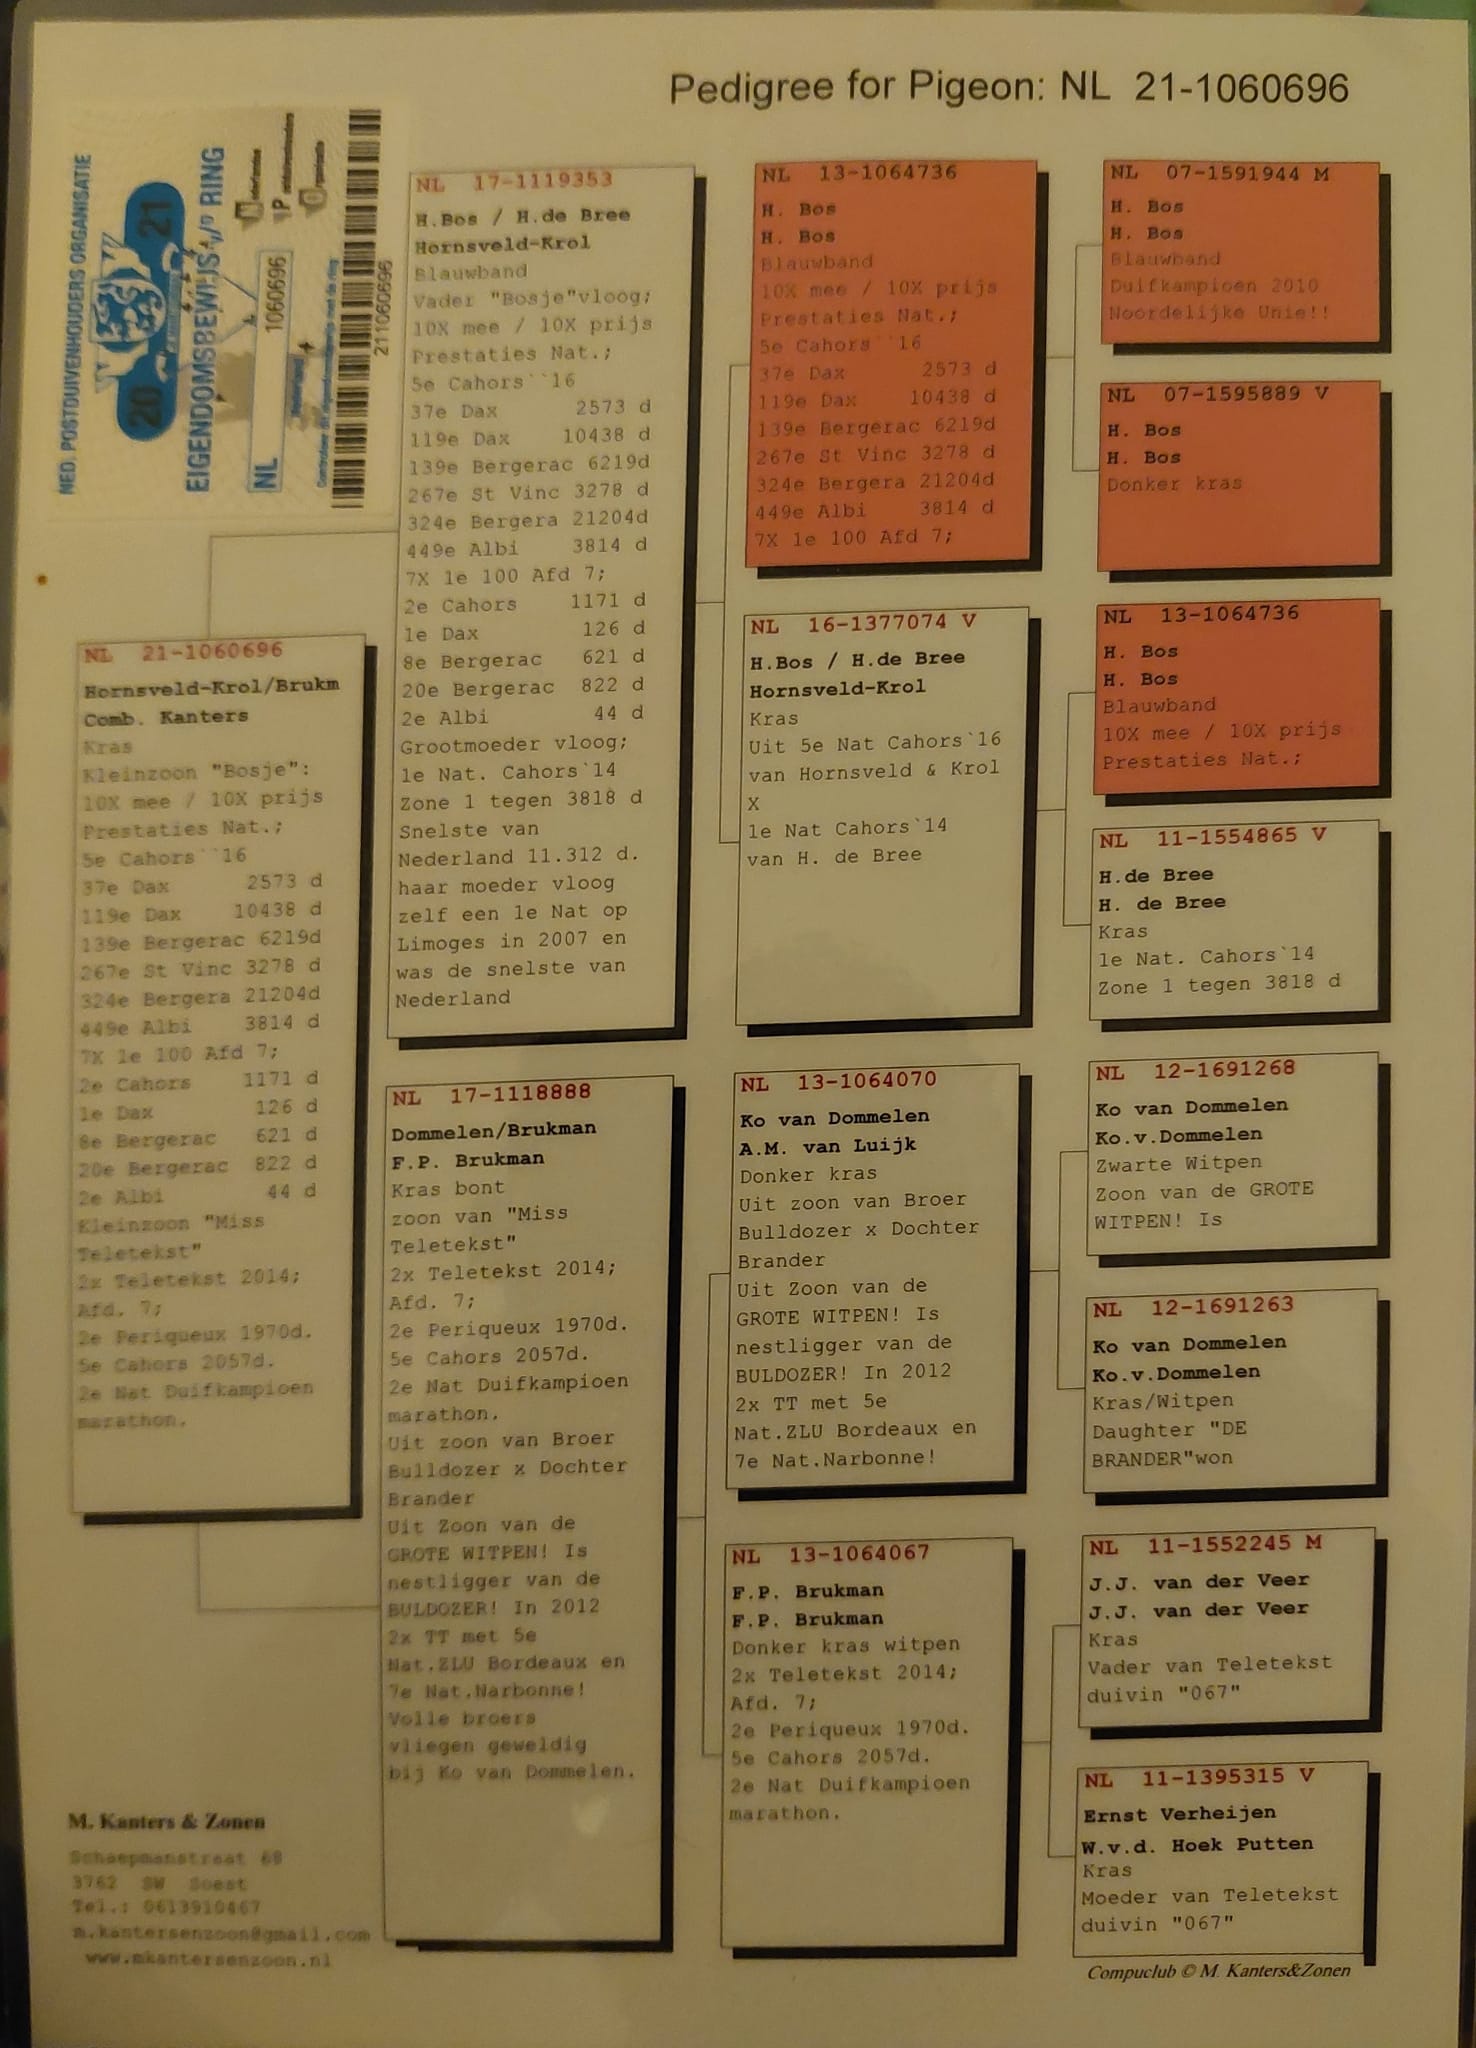 Pedigree for Pigeon: NL 21-1060696
NED. POSTDUIVENHOUDERS ORGANISATIE
20 21
EIGENDOMSBEWIJS V/D RING
NL 1060696
211060696
NL 21-1060696
Hornsveld-Krol/Brukm
Comb. Kanters
Kras
Kleinzoon "Bosje":
10X mee / 10X prijs
Prestaties Nat.;
5e Cahors``16
37e Dax 2573 d
119e Dax 10438 d
139e Bergerac 6219d
267e St Vinc 3278 d
324e Bergera 21204d
449e Albi 3814 d
7X 1e 100 Afd 7;
2e Cahors 1171 d
1e Dax 126 d
8e Bergerac 621 d
20e Bergerac 822 d
2e Albi 44 d
Kleinzoon "Miss
Teletekst"
2x Teletekst 2014;
Afd. 7;
2e Periqueux 1970d.
5e Cahors 2057d.
2e Nat Duifkampioen
marathon.
NL 17-1119353
H.Bos / H.de Bree
Hornsveld-Krol
Blauwband
Vader "Bosje"vloog;
10X mee / 10X prijs
Prestaties Nat.;
5e Cahors``16
37e Dax 2573 d
119e Dax 10438 d
139e Bergerac 6219d
267e St Vinc 3278 d
324e Bergera 21204d
449e Albi 3814 d
7X 1e 100 Afd 7;
2e Cahors 1171 d
1e Dax 126 d
8e Bergerac 621 d
20e Bergerac 822 d
2e Albi 44 d
Grootmoeder vloog;
1e Nat. Cahors`14
Zone 1 tegen 3818 d
Snelste van
Nederland 11.312 d.
haar moeder vloog
zelf een 1e Nat op
Limoges in 2007 en
was de snelste van
Nederland
NL 17-1118888
Dommelen/Brukman
F.P. Brukman
Kras bont
zoon van "Miss
Teletekst"
2x Teletekst 2014;
Afd. 7;
2e Periqueux 1970d.
5e Cahors 2057d.
2e Nat Duifkampioen
marathon.
Uit zoon van Broer
Bulldozer x Dochter
Brander
Uit Zoon van de
GROTE WITPEN! Is
nestligger van de
BULDOZER! In 2012
2x TT met 5e
Nat.ZLU Bordeaux en
7e Nat.Narbonne!
Volle broers
vliegen geweldig
bij Ko van Dommelen.
NL 13-1064736
H. Bos
H. Bos
Blauwband
10X mee / 10X prijs
Prestaties Nat.;
5e Cahors``16
37e Dax 2573 d
119e Dax 10438 d
139e Bergerac 6219d
267e St Vinc 3278 d
324e Bergera 21204d
449e Albi 3814 d
7X 1e 100 Afd 7;
NL 16-1377074 V
H.Bos / H.de Bree
Hornsveld-Krol
Kras
Uit 5e Nat Cahors`16
van Hornsveld & Krol
X
1e Nat Cahors`14
van H. de Bree
NL 13-1064070
Ko van Dommelen
A.M. van Luijk
Donker kras
Uit zoon van Broer
Bulldozer x Dochter
Brander
Uit Zoon van de
GROTE WITPEN! Is
nestligger van de
BULDOZER! In 2012
2x TT met 5e
Nat.ZLU Bordeaux en
7e Nat.Narbonne!
NL 13-1064067
F.P. Brukman
F.P. Brukman
Donker kras witpen
2x Teletekst 2014;
Afd. 7;
2e Periqueux 1970d.
5e Cahors 2057d.
2e Nat Duifkampioen
marathon.
NL 07-1591944 M
H. Bos
H. Bos
Blauwband
Duifkampioen 2010
Noordelijke Unie!!
NL 07-1595889 V
H. Bos
H. Bos
Donker kras
NL 13-1064736
H. Bos
H. Bos
Blauwband
10X mee / 10X prijs
Prestaties Nat.;
NL 11-1554865 V
H.de Bree
H. de Bree
Kras
1e Nat. Cahors`14
Zone 1 tegen 3818 d
NL 12-1691268
Ko van Dommelen
Ko.v.Dommelen
Zwarte Witpen
Zoon van de GROTE
WITPEN! Is
NL 12-1691263
Ko van Dommelen
Ko.v.Dommelen
Kras/Witpen
Daughter "DE
BRANDER"won
NL 11-1552245 M
J.J. van der Veer
J.J. van der Veer
Kras
Vader van Teletekst
duivin "067"
NL 11-1395315 V
Ernst Verheijen
W.v.d. Hoek Putten
Kras
Moeder van Teletekst
duivin "067"
M. Kanters & Zonen
Schaepmanstraat 68
3762 SW Soest
Tel.: 0613910467
m.kantersenzoon@gmail.com
www.mkantersenzoon.nl
Compuclub © M. Kanters&Zonen